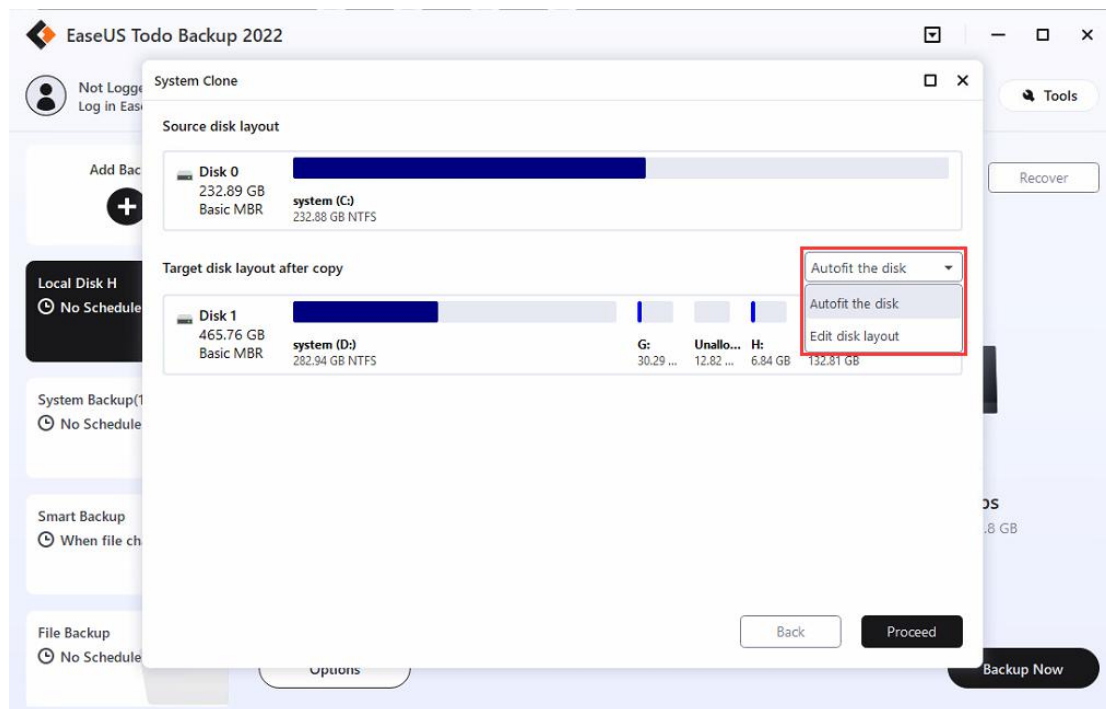 EaseUS Todo Backup 2022
Not Logge
Log in Eas
Tools
System Clone
Source disk layout
Disk 0
232.89 GB
Basic MBR
system (C:)
232.88 GB NTFS
Add Bac
Recover
Target disk layout after copy
Autofit the disk
Autofit the disk
Edit disk layout
Local Disk H
No Schedule
Disk 1
465.76 GB
Basic MBR
system (D:)
282.94 GB NTFS
G:
30.29 ...
Unallo...
12.82 ...
H:
6.84 GB
132.81 GB
System Backup(1
No Schedule
Smart Backup
When file ch
.8 GB
File Backup
No Schedule
Back
Proceed
Options
Backup Now